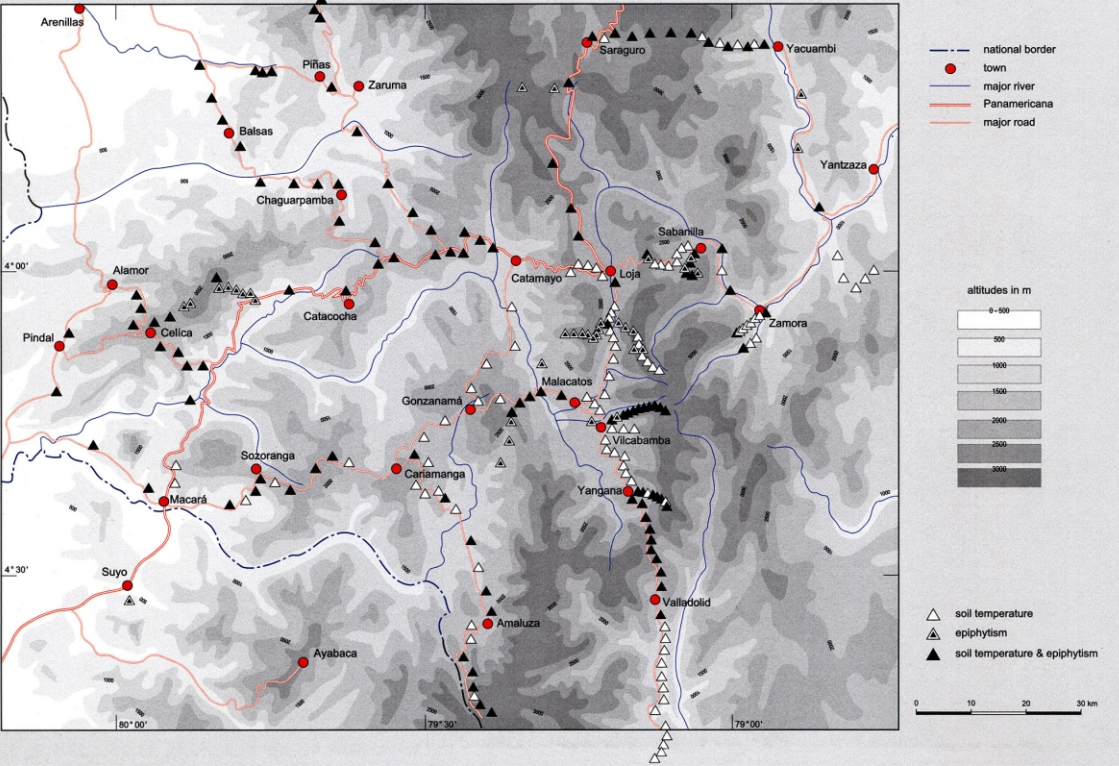 Arenillas
Piñas
Zaruma
Saraguro
Yacuambi
Balsas
Yantzaza
Chaguarpamba
Sabanilla
4°00'
Alamor
Catamayo
Loja
Catacocha
Zamora
Pindal
Celíca
Malacatos
Gonzanamá
Vilcabamba
Sozoranga
Cariamanga
Macará
Yangana
4°30'
Suyo
Valladolid
Amaluza
Ayabaca
80°00'
79°30'
79°00'
national border
town
major river
Panamericana
major road
altitudes in m
0 - 500
500
1000
1500
2000
2500
3000
soil temperature
epiphytism
soil temperature & epiphytism
0
10
20
30 km